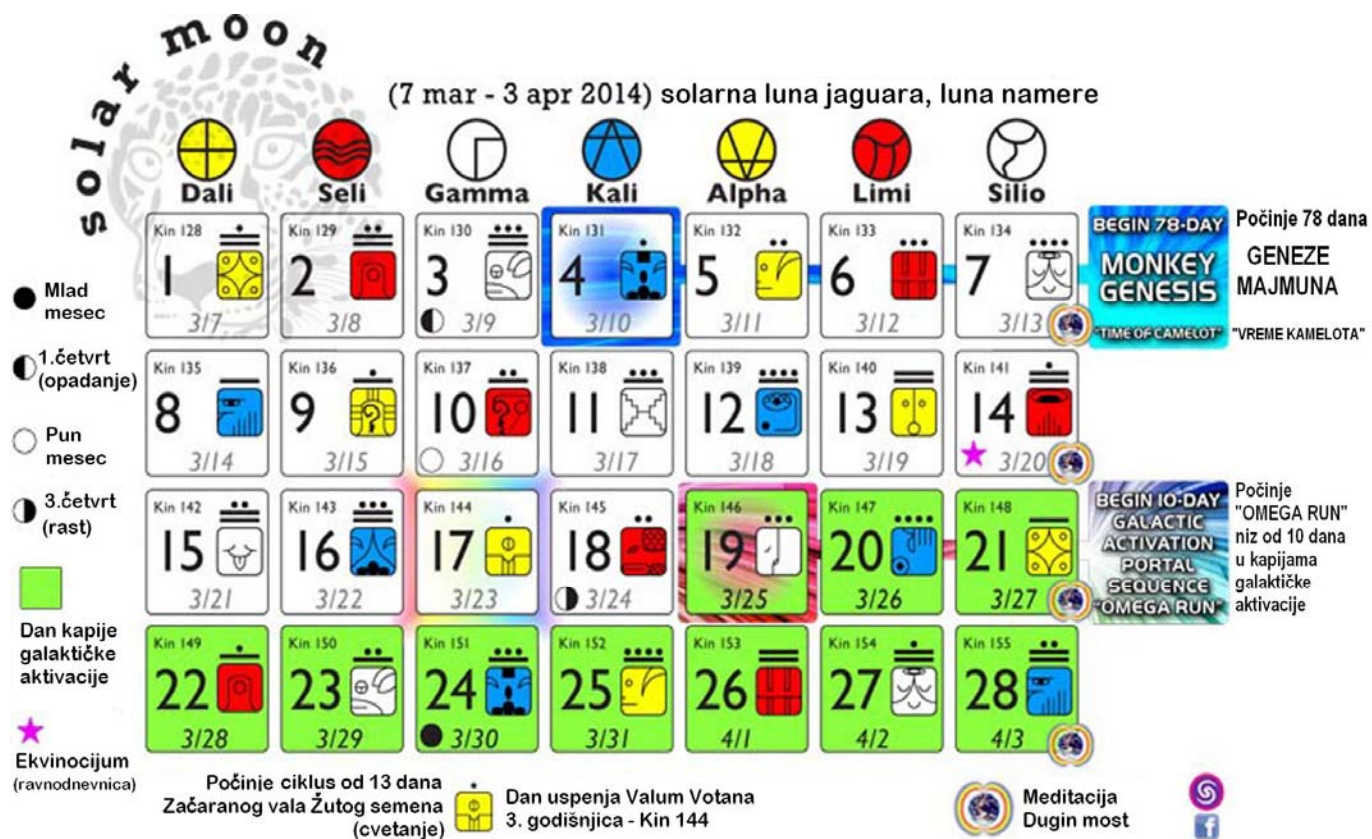 solar moon
(7 mar - 3 apr 2014) solarna luna jaguara, luna namere
Dali Seli Gamma Kali Alpha Limi Silio
Kin 128 Kin 129 Kin 130 Kin 131 Kin 132 Kin 133 Kin 134
1 2 3 4 5 6 7
3/7 3/8 3/9 3/10 3/11 3/12 3/13
BEGIN 78-DAY
MONKEY
GENESIS
"TIME OF CAMELOT"
Počinje 78 dana
GENEZE
MAJMUNA
"VREME KAMELOTA"
Mlad
mesec
1.četvrt
(opadanje)
Pun
mesec
3.četvrt
(rast)
Dan kapije
galaktičke
aktivacije
Ekvinocijum
(ravnodnevnica)
Kin 135 Kin 136 Kin 137 Kin 138 Kin 139 Kin 140 Kin 141
8 9 10 11 12 13 14
3/14 3/15 3/16 3/17 3/18 3/19 3/20
Kin 142 Kin 143 Kin 144 Kin 145 Kin 146 Kin 147 Kin 148
15 16 17 18 19 20 21
3/21 3/22 3/23 3/24 3/25 3/26 3/27
BEGIN 10-DAY
GALACTIC
ACTIVATION
PORTAL
SEQUENCE
"OMEGA RUN"
Počinje
"OMEGA RUN"
niz od 10 dana
u kapijama
galaktičke
aktivacije
Kin 149 Kin 150 Kin 151 Kin 152 Kin 153 Kin 154 Kin 155
22 23 24 25 26 27 28
3/28 3/29 3/30 3/31 4/1 4/2 4/3
Počinje ciklus od 13 dana
Začaranog vala Žutog semena
(cvetanje)
Dan uspenja Valum Votana
3. godišnjica - Kin 144
Meditacija
Dugin most
f